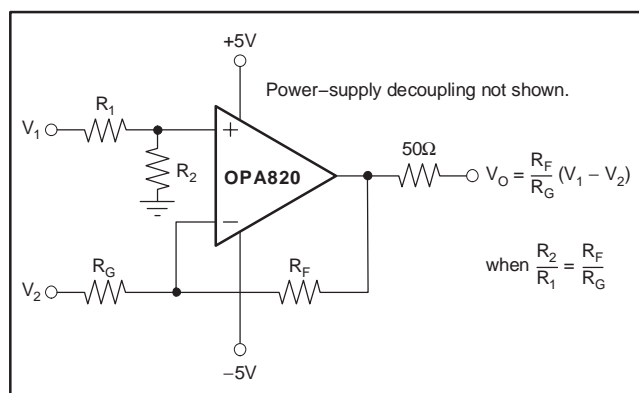 +5V
Power−supply decoupling not shown.
R1
V1
+
R2
OPA820
50Ω
VO = RF/RG (V1 − V2)
−
RG
RF
when R2/R1 = RF/RG
V2
−5V